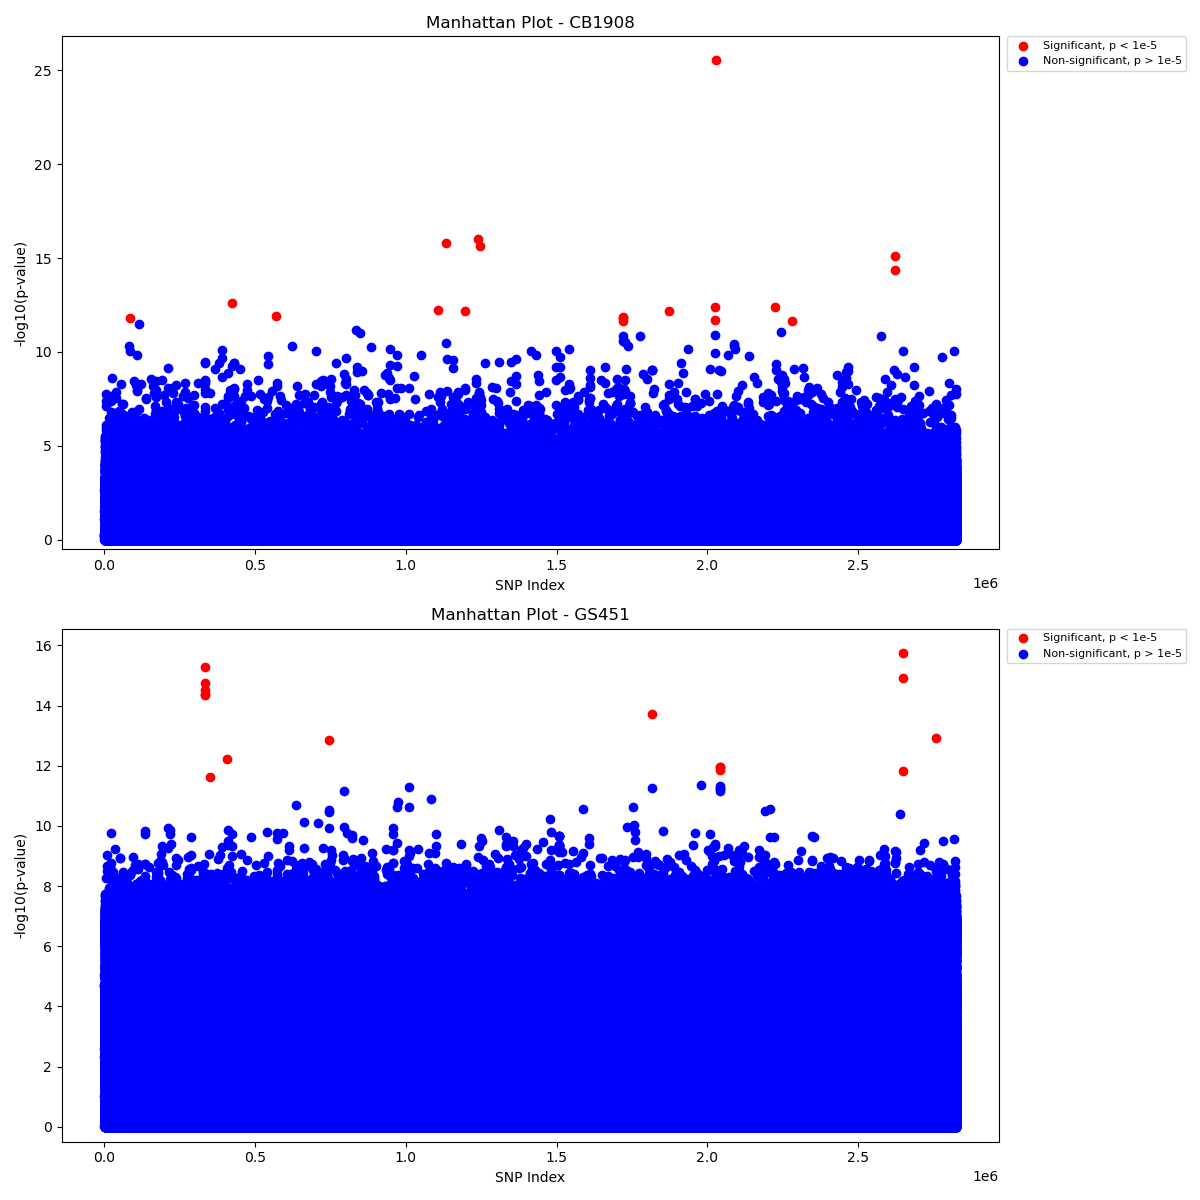 Manhattan Plot - CB1908
Significant, p < 1e-5
Non-significant, p > 1e-5
-log10(p-value)
25
20
15
10
5
0
0.0 0.5 1.0 1.5 2.0 2.5
1e6
SNP Index
Manhattan Plot - GS451
Significant, p < 1e-5
Non-significant, p > 1e-5
-log10(p-value)
16
14
12
10
8
6
4
2
0
0.0 0.5 1.0 1.5 2.0 2.5
1e6
SNP Index